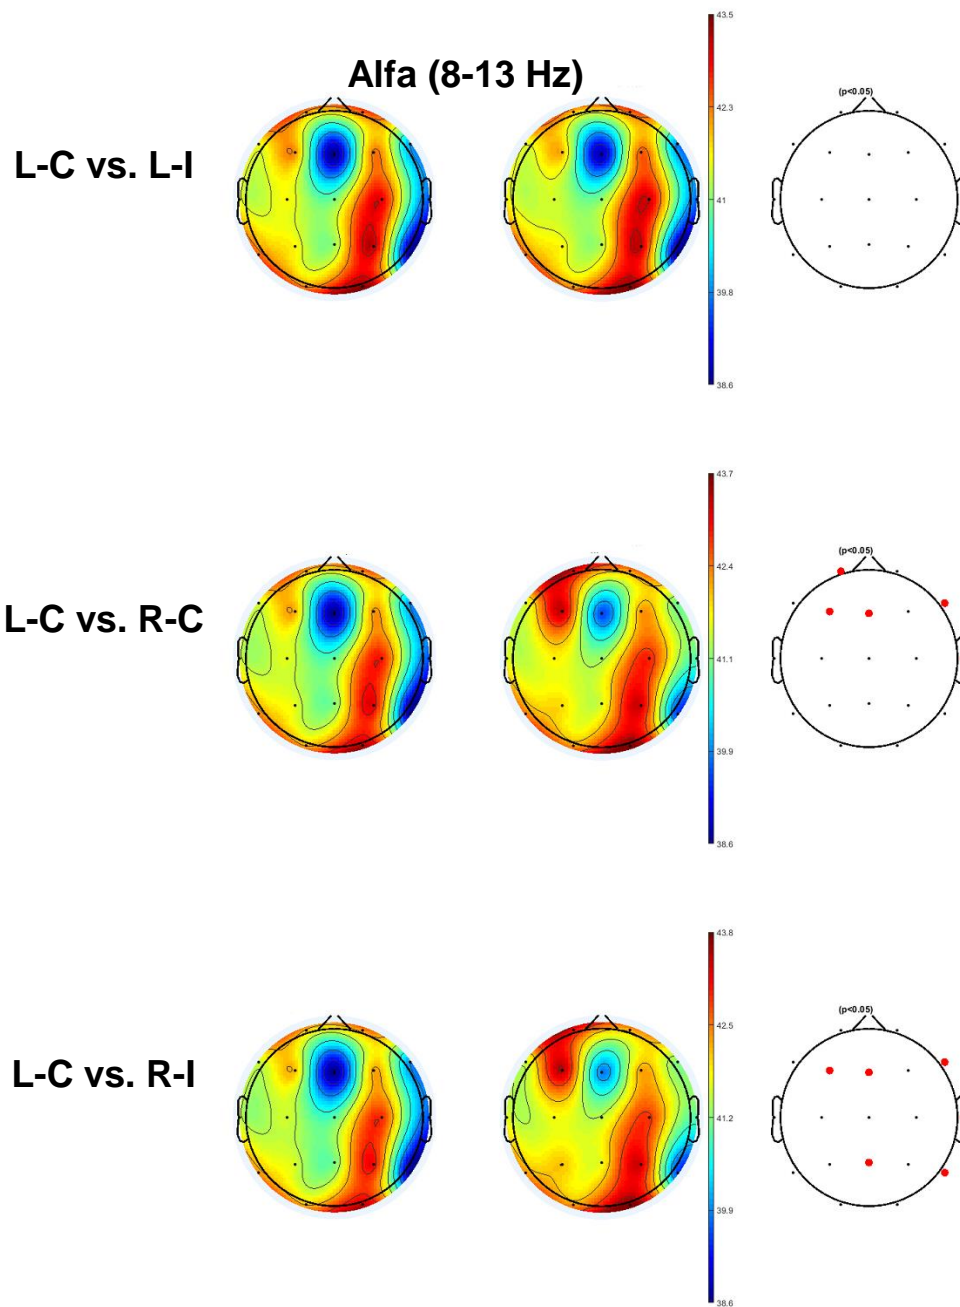 Alfa (8-13 Hz)
L-C vs. L-I
43.5
42.3
41
39.8
38.6
(p<0.05)
L-C vs. R-C
43.7
42.4
41.1
39.9
38.6
(p<0.05)
L-C vs. R-I
43.8
42.5
41.2
39.9
38.6
(p<0.05)